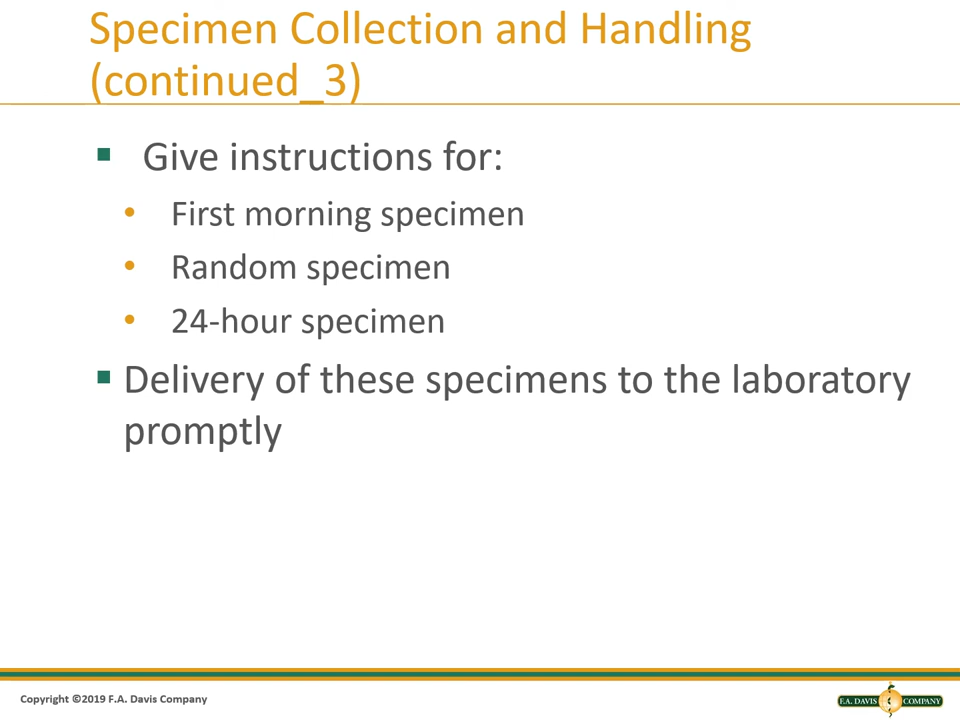 Specimen Collection and Handling
(continued_3)
▪ Give instructions for:
• First morning specimen
• Random specimen
• 24-hour specimen
▪ Delivery of these specimens to the laboratory
promptly
Copyright ©2019 F.A. Davis Company
F.A. DAVIS COMPANY